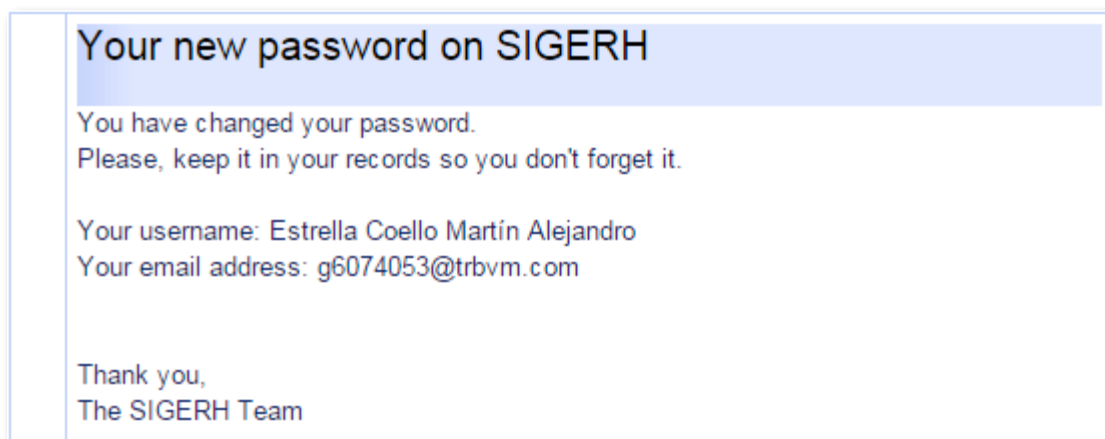 Your new password on SIGERH
You have changed your password.
Please, keep it in your records so you don't forget it.
Your username: Estrella Coello Martín Alejandro
Your email address: g6074053@trbvm.com
Thank you,
The SIGERH Team